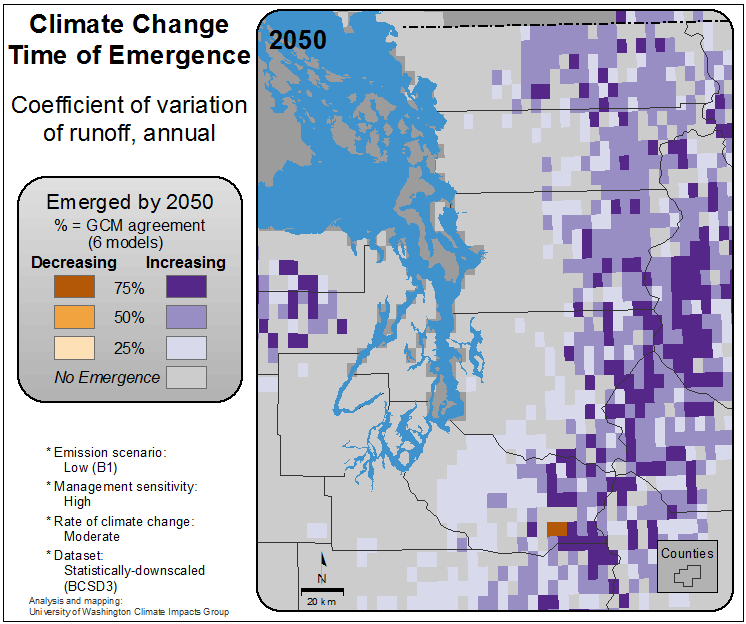 Climate Change
Time of Emergence
Coefficient of variation
of runoff, annual
Emerged by 2050
% = GCM agreement
(6 models)
Decreasing Increasing
75%
50%
25%
No Emergence
* Emission scenario:
Low (B1)
* Management sensitivity:
High
* Rate of climate change:
Moderate
* Dataset:
Statistically-downscaled
(BCSD3)
Analysis and mapping:
University of Washington Climate Impacts Group
2050
N
20 km
Counties